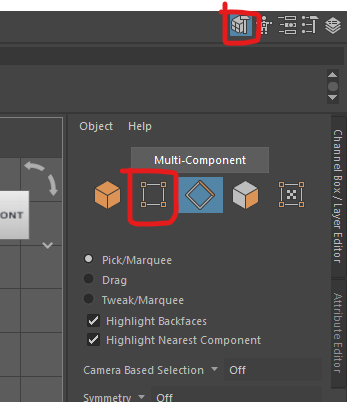 Object Help
Multi-Component
ONT
Pick/Marquee
Drag
Tweak/Marquee
Highlight Backfaces
Highlight Nearest Component
Camera Based Selection Off
Symmetry Off
Channel Box / Layer Editor
Attribute Editor